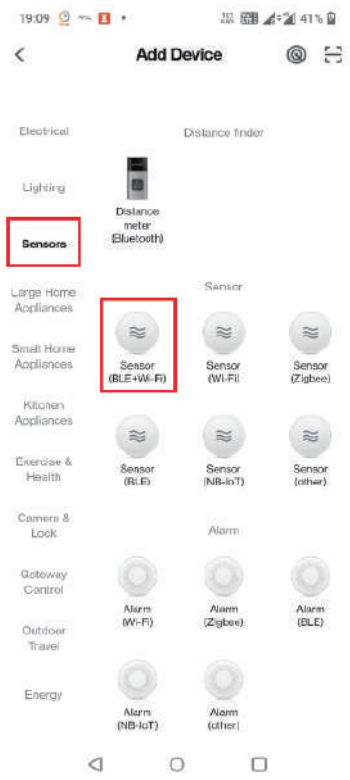 19:09
41%
Add Device
Electrical
Lighting
Sensors
Large Home
Appliances
Small Home
Appliances
Kitchen
Appliances
Exercise &
Health
Camera &
Lock
Gateway
Control
Outdoor
Travel
Energy
Distance finder
Distance
meter
(Bluetooth)
Sensor
Sensor
(BLE+Wi-Fi)
Sensor
(Wi-Fi)
Sensor
(Zigbee)
Sensor
(BLE)
Sensor
(NB-IoT)
Sensor
(other)
Alarm
Alarm
(Wi-Fi)
Alarm
(Zigbee)
Alarm
(BLE)
Alarm
(NB-IoT)
Alarm
(other)